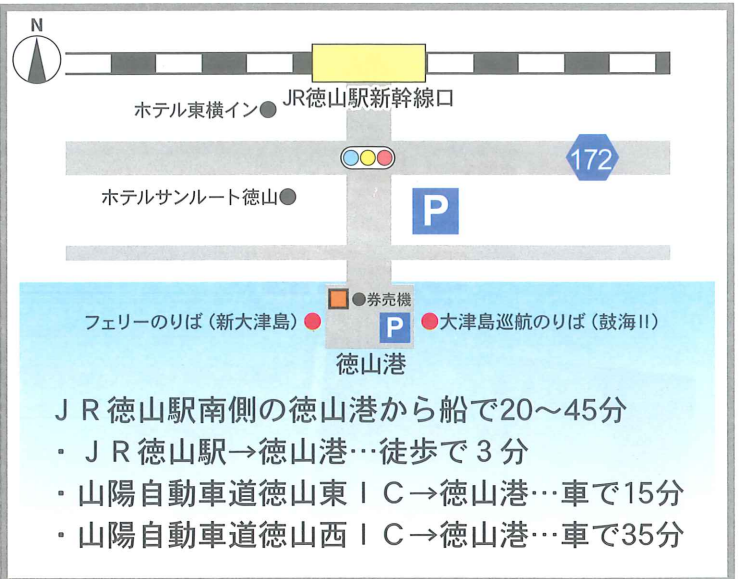 N
JR徳山駅新幹線口
ホテル東横イン
172
ホテルサンルート徳山
P
券売機
フェリーのりば（新大津島）
P
大津島巡航のりば（鼓海II）
徳山港
ＪＲ徳山駅南側の徳山港から船で20〜45分
・ＪＲ徳山駅→徳山港…徒歩で３分
・山陽自動車道徳山東ＩＣ→徳山港…車で15分
・山陽自動車道徳山西ＩＣ→徳山港…車で35分